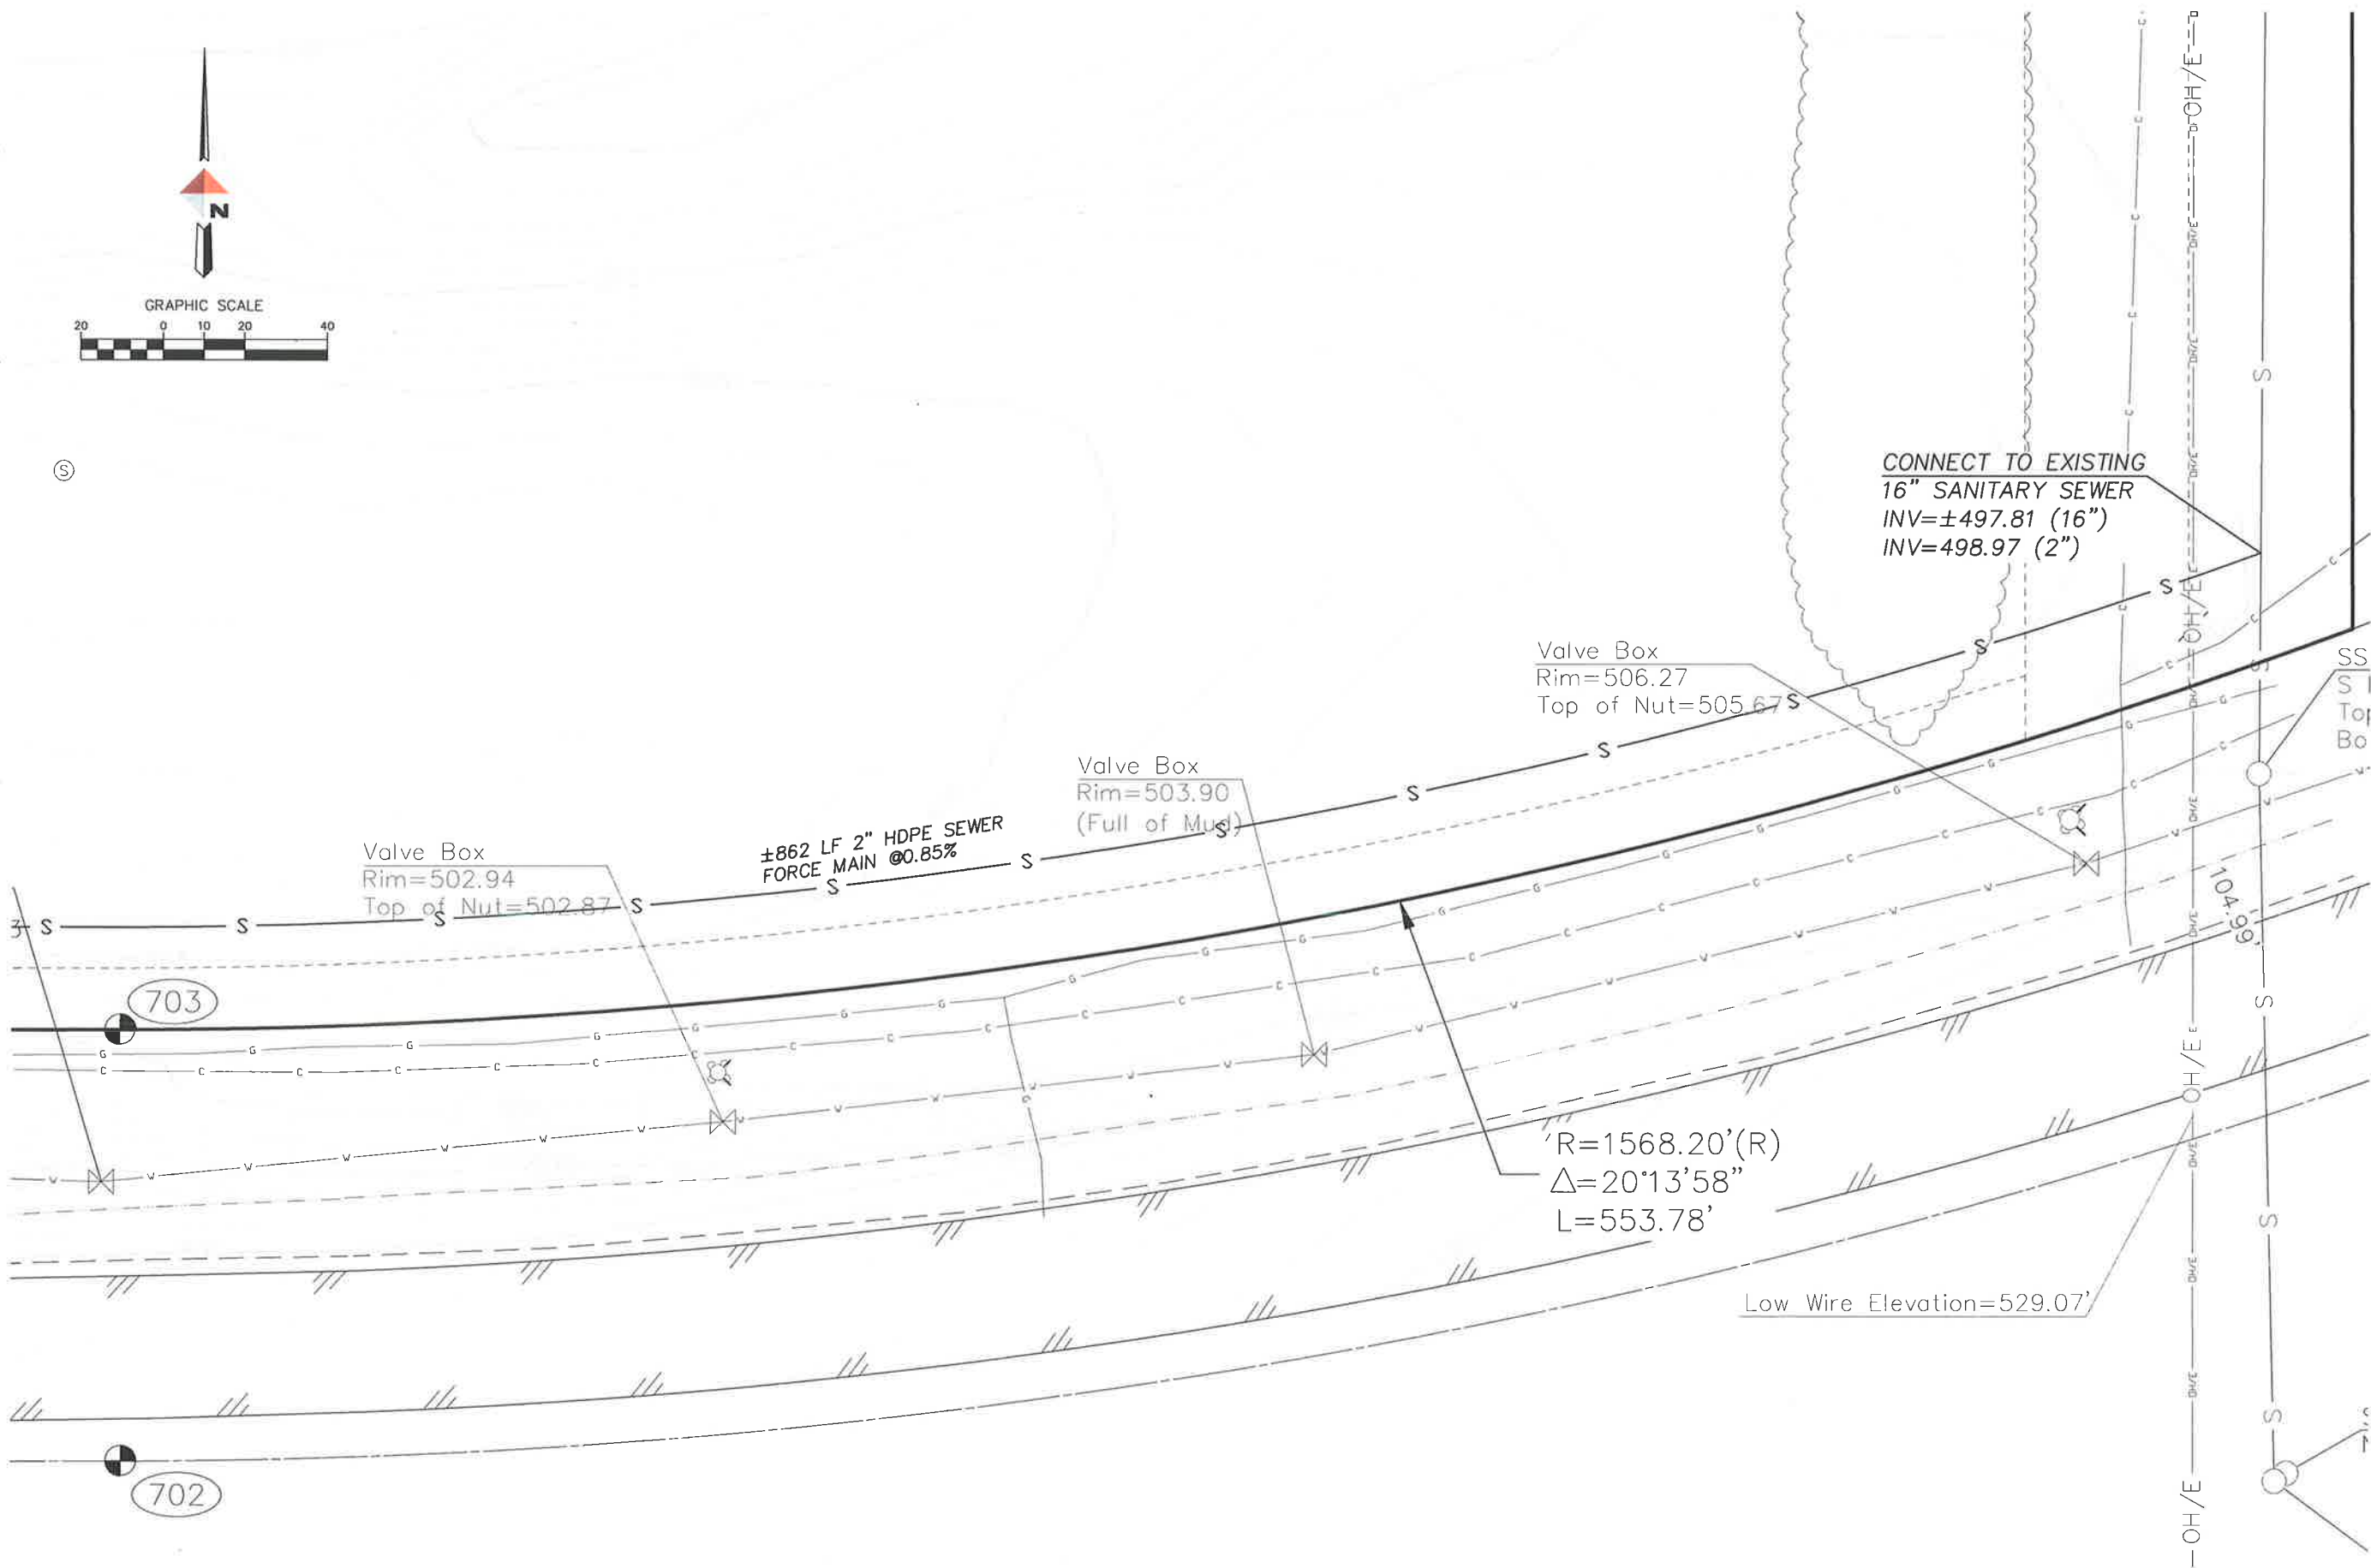 N
GRAPHIC SCALE
20 0 10 20 40
S
OH/E
CONNECT TO EXISTING
16" SANITARY SEWER
INV=±497.81 (16")
INV=498.97 (2")
Valve Box
Rim=506.27
Top of Nut=505.67
SS
Valve Box
Rim=503.90
(Full of Mud)
±862 LF 2" HDPE SEWER
FORCE MAIN @0.85%
Valve Box
Rim=502.94
Top of Nut=502.87
104.99'
703
R=1568.20'(R)
Δ=20°13'58"
L=553.78'
Low Wire Elevation=529.07'
702
OH/E
OH/E
OH/E
S
S
S
S
S
S
S
S
S
S
S
G
G
G
C
C
C
W
W
W